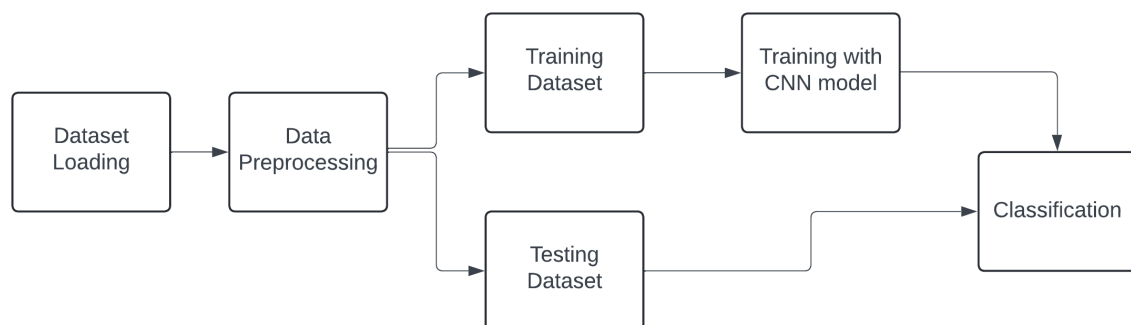 Dataset
Loading
Data
Preprocessing
Training
Dataset
Training with
CNN model
Testing
Dataset
Classification